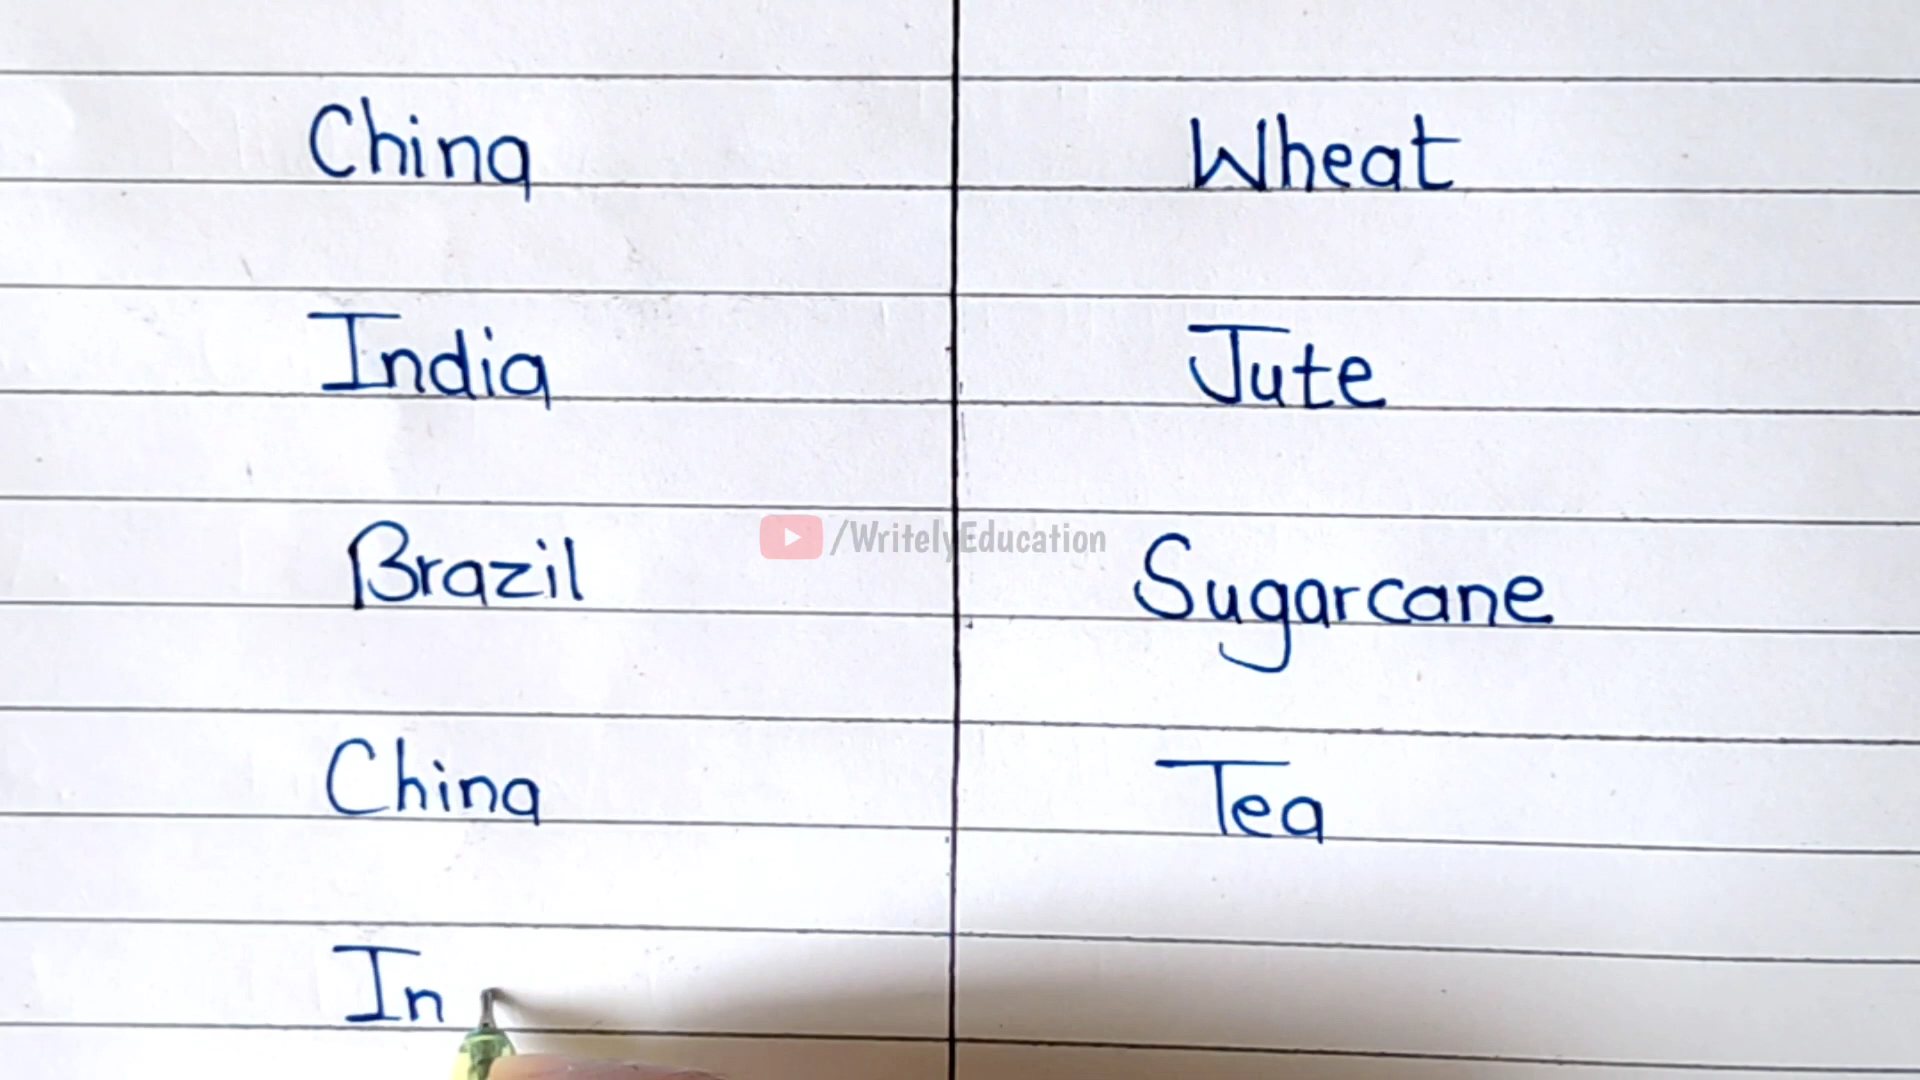 China Wheat
India Jute
/WritelyEducation
Brazil Sugarcane
China Tea
In